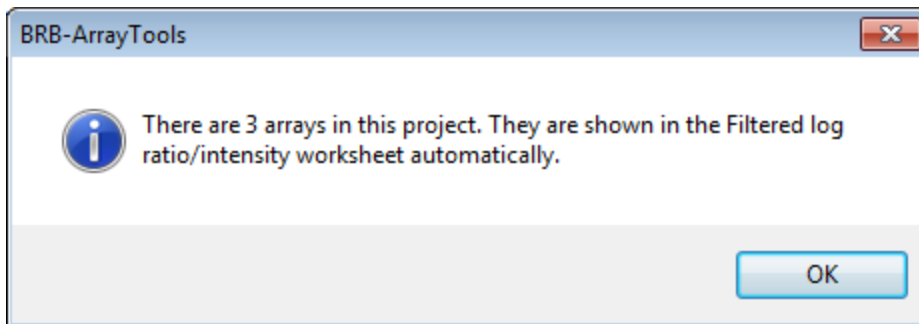 BRB-ArrayTools
There are 3 arrays in this project. They are shown in the Filtered log
ratio/intensity worksheet automatically.
OK